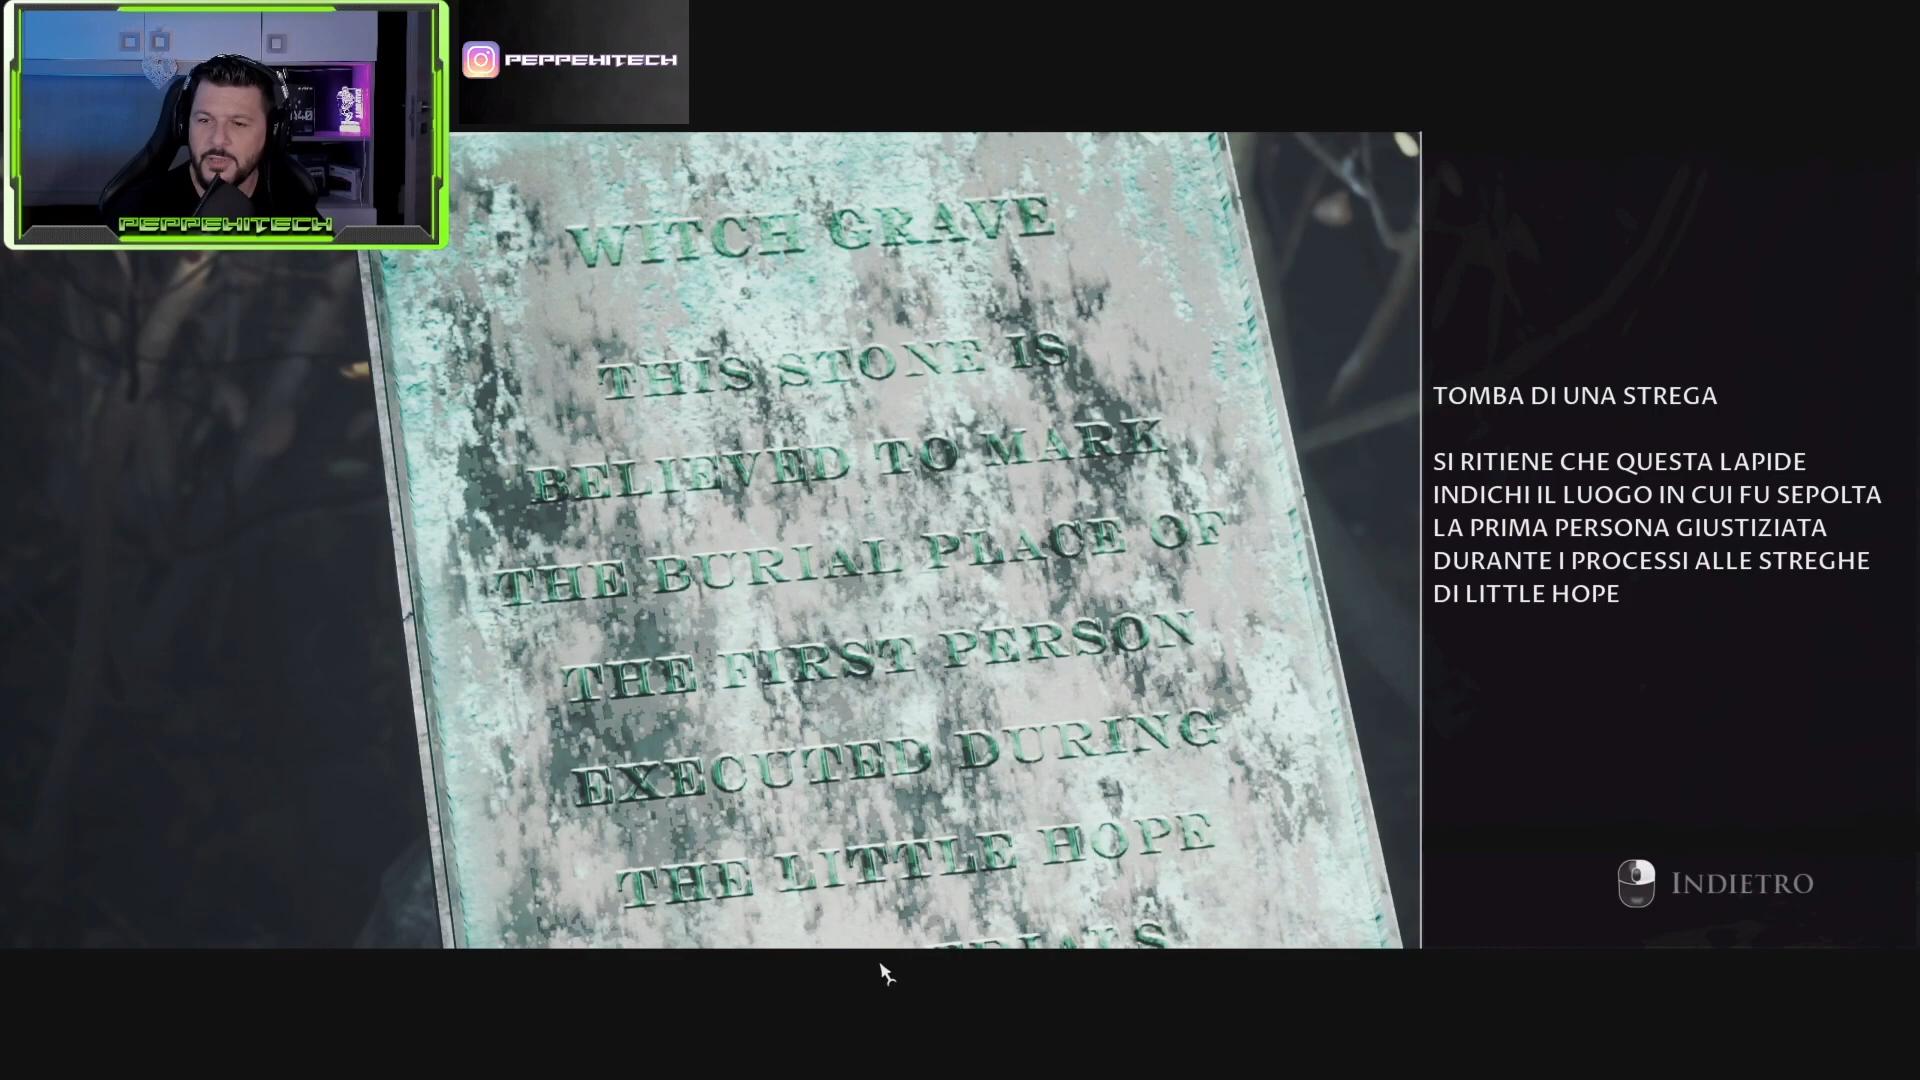 PEPPEHITECH
PEPPEHITECH
WITCH GRAVE
THIS STONE IS
BELIEVED TO MARK
THE BURIAL PLACE OF
THE FIRST PERSON
EXECUTED DURING
THE LITTLE HOPE
TRIALS
TOMBA DI UNA STREGA
SI RITIENE CHE QUESTA LAPIDE
INDICHI IL LUOGO IN CUI FU SEPOLTA
LA PRIMA PERSONA GIUSTIZIATA
DURANTE I PROCESSI ALLE STREGHE
DI LITTLE HOPE
INDIETRO